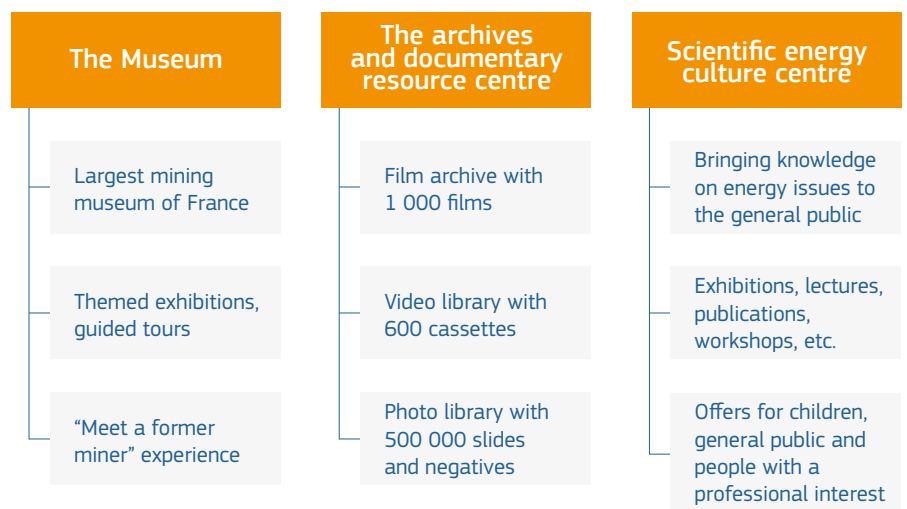 The Museum
Largest mining
museum of France
Themed exhibitions,
guided tours
“Meet a former
miner” experience
The archives
and documentary
resource centre
Film archive with
1 000 films
Video library with
600 cassettes
Photo library with
500 000 slides
and negatives
Scientific energy
culture centre
Bringing knowledge
on energy issues to
the general public
Exhibitions, lectures,
publications,
workshops, etc.
Offers for children,
general public and
people with a
professional interest